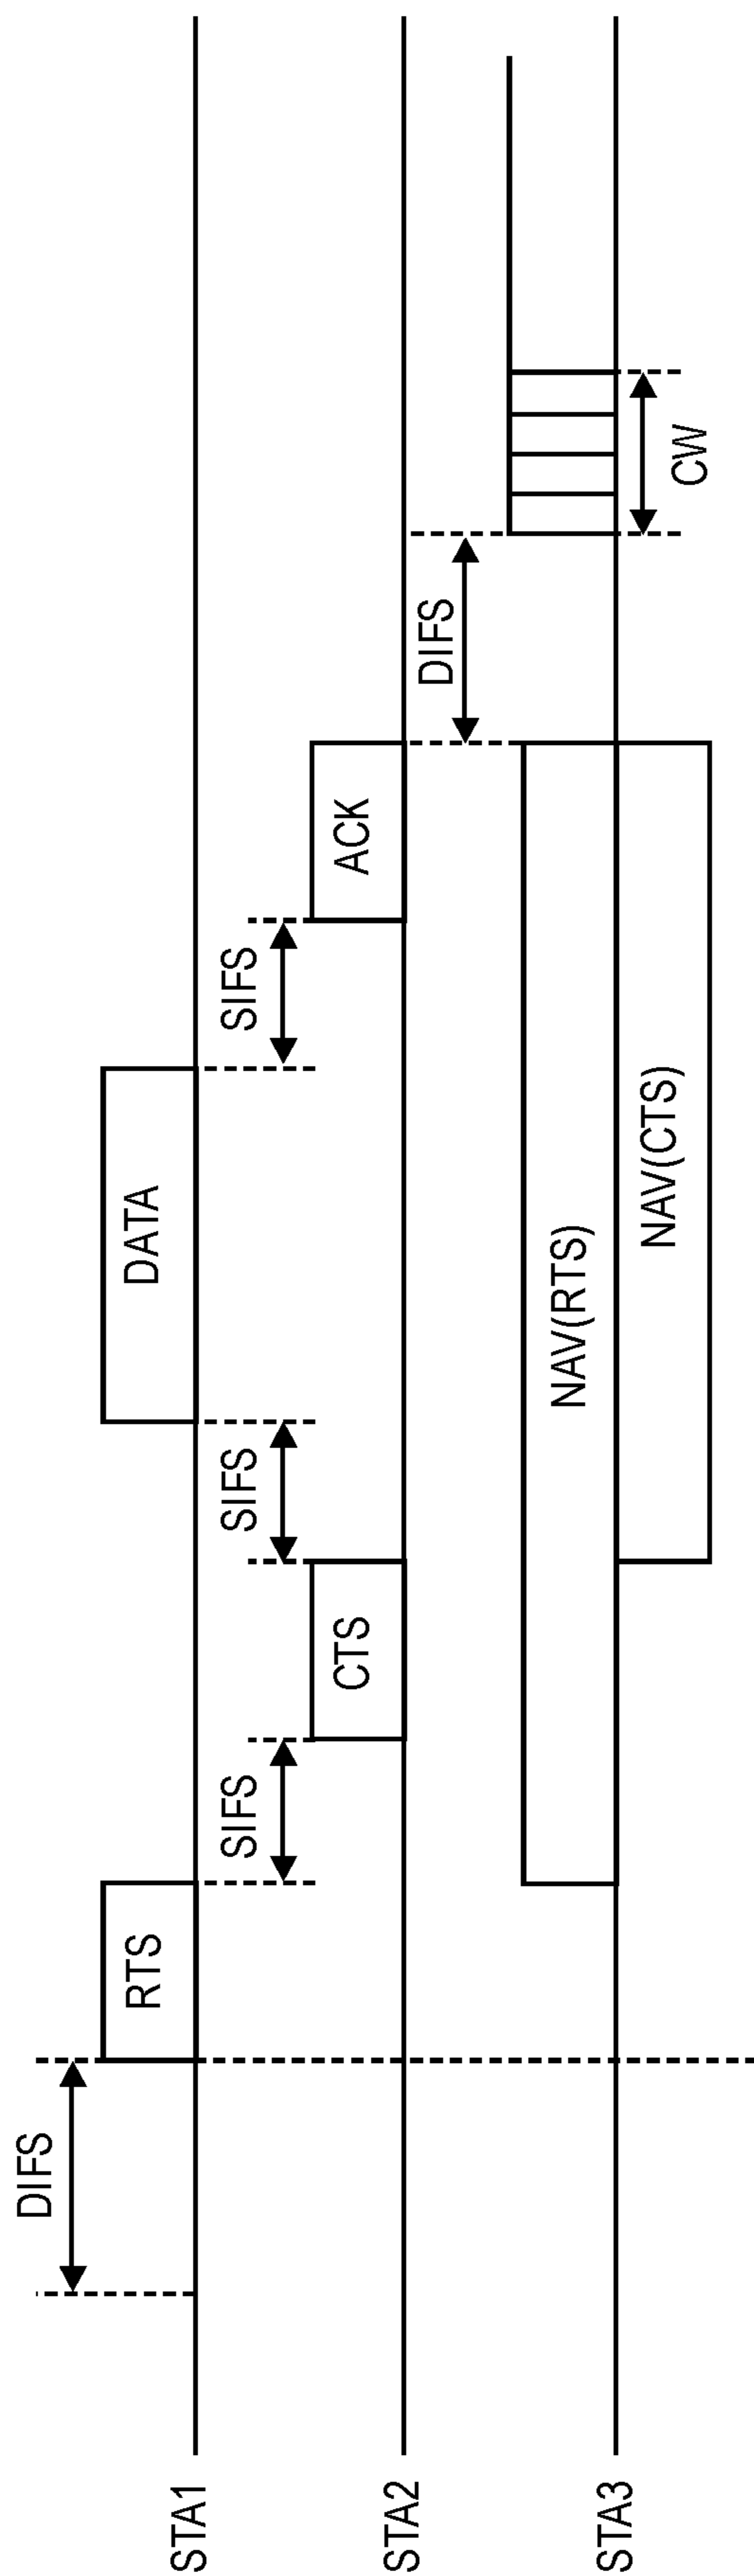 DIFS
RTS
DATA
STA1
SIFS
SIFS
SIFS
CTS
ACK
STA2
DIFS
NAV(RTS)
STA3
NAV(CTS)
CW